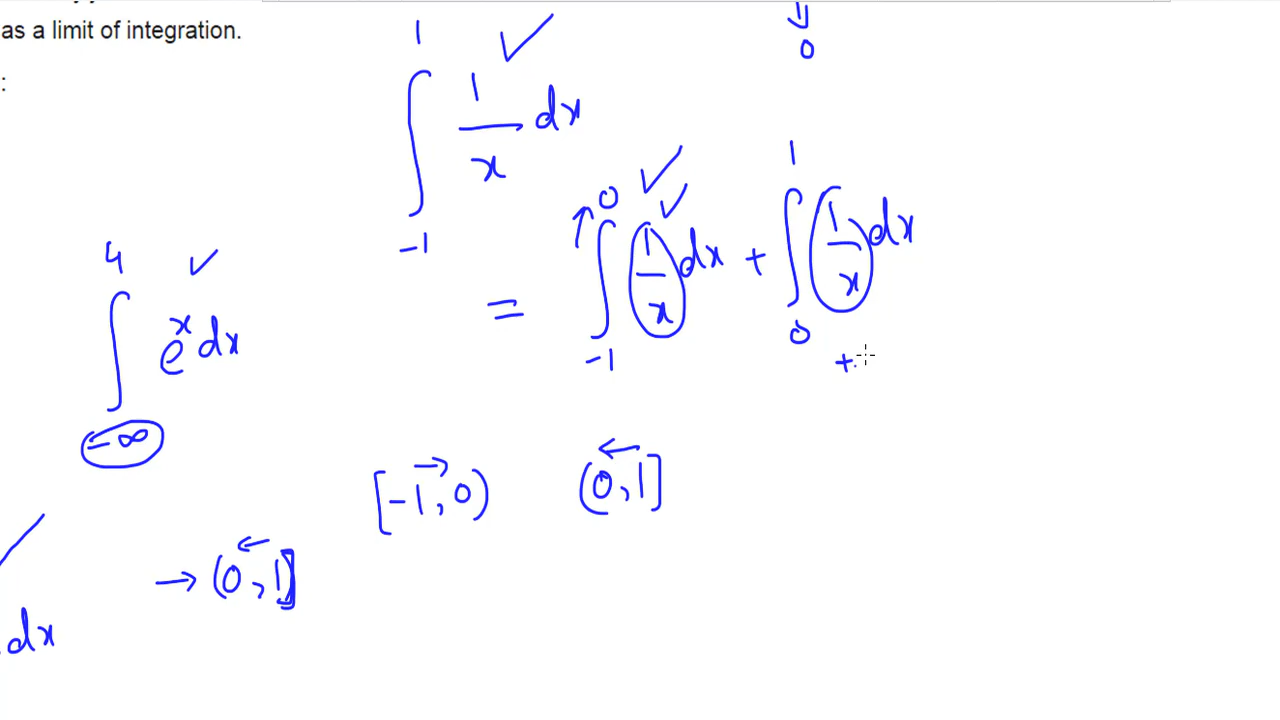 as a limit of integration.
:
↓
0
∫_{-1}^{1} 1/x dx ✓
= ∫_{-1}^{0} 1/x dx + ∫_{0}^{1} 1/x dx
+
∫_{-∞}^{4} e^x dx ✓
[-1, 0) (0, 1]
→ (0, 1]
dx